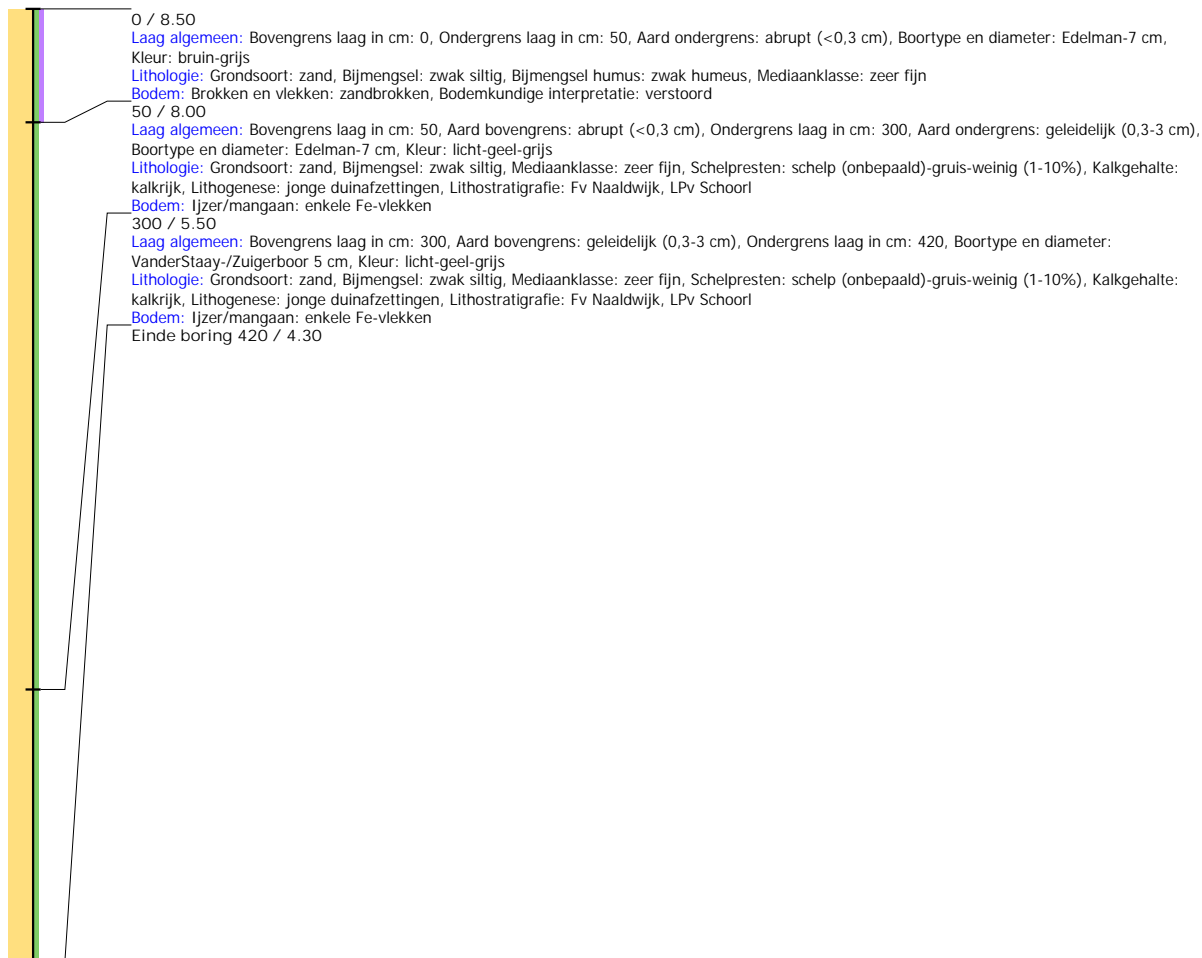 0 / 8.50
Laag algemeen: Bovengrens laag in cm: 0, Ondergrens laag in cm: 50, Aard ondergrens: abrupt (<0,3 cm), Boortype en diameter: Edelman-7 cm,
Kleur: bruin-grijs
Lithologie: Grondsoort: zand, Bijmengsel: zwak siltig, Bijmengsel humus: zwak humeus, Mediaanklasse: zeer fijn
Bodem: Brokken en vlekken: zandbrokken, Bodemkundige interpretatie: verstoord
50 / 8.00
Laag algemeen: Bovengrens laag in cm: 50, Aard bovengrens: abrupt (<0,3 cm), Ondergrens laag in cm: 300, Aard ondergrens: geleidelijk (0,3-3 cm),
Boortype en diameter: Edelman-7 cm, Kleur: licht-geel-grijs
Lithologie: Grondsoort: zand, Bijmengsel: zwak siltig, Mediaanklasse: zeer fijn, Schelpresten: schelp (onbepaald)-gruis-weinig (1-10%), Kalkgehalte:
kalkrijk, Lithogenese: jonge duinafzettingen, Lithostratigrafie: Fv Naaldwijk, LPv Schoorl
Bodem: Ijzer/mangaan: enkele Fe-vlekken
300 / 5.50
Laag algemeen: Bovengrens laag in cm: 300, Aard bovengrens: geleidelijk (0,3-3 cm), Ondergrens laag in cm: 420, Boortype en diameter:
VanderStaay-/Zuigerboor 5 cm, Kleur: licht-geel-grijs
Lithologie: Grondsoort: zand, Bijmengsel: zwak siltig, Mediaanklasse: zeer fijn, Schelpresten: schelp (onbepaald)-gruis-weinig (1-10%), Kalkgehalte:
kalkrijk, Lithogenese: jonge duinafzettingen, Lithostratigrafie: Fv Naaldwijk, LPv Schoorl
Bodem: Ijzer/mangaan: enkele Fe-vlekken
Einde boring 420 / 4.30